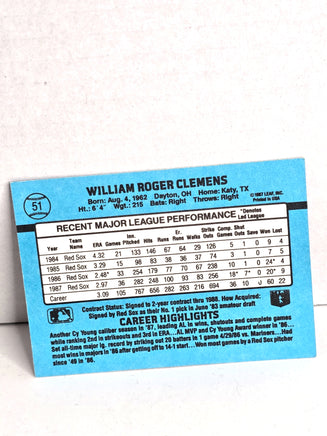 51
WILLIAM ROGER CLEMENS
Born: Aug. 4, 1962 Dayton, OH Home: Katy, TX
Ht.: 6' 4" Wgt.: 215 Bats: Right Throws: Right
© 1987 LEAF, INC.
Printed in USA
RECENT MAJOR LEAGUE PERFORMANCE *Denotes Led League
Year Team Name ERA Games Inn. Pitched Hits Runs Er. Runs Walks Strike Outs Comp. Games Shut Outs Saves Won Lost
1984 Red Sox 4.32 21 133 146 67 64 29 126 5 1 0 9 4
1985 Red Sox 3.29 15 98 83 38 36 37 74 3 1 0 7 5
1986 Red Sox 2.48* 33 254 179 77 70 67 238 10 1 0 24* 4
1987 Red Sox 2.97 36 282 248 100 93 83 256 18* 7* 0 20* 9
Career 3.09 105 767 656 282 263 216 694 36 10 0 60 22
Contract Status: Signed to 2-year contract thru 1988. How Acquired:
Signed by Red Sox as their No. 1 pick in June '83 amateur draft
CAREER HIGHLIGHTS
Another Cy Young caliber season in '87, leading AL in wins, shutouts and complete games
while ranking 2nd in strikeouts and 3rd in ERA...AL MVP and Cy Young Award winner in '86...
Set all-time major lg. record by striking out 20 batters in 1 game 4/29/86 vs. Mariners...Had
most wins in majors in '86 after getting off to 14-1 start...Won most games by a Red Sox pitcher
since '49 in '86.